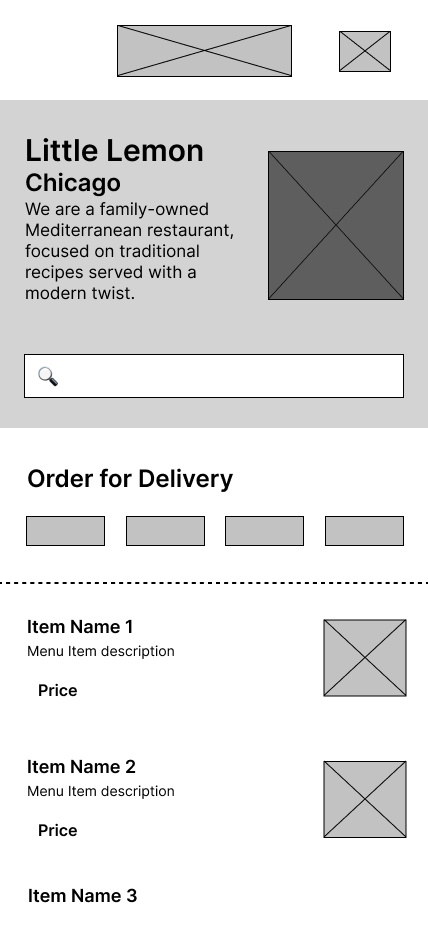 Little Lemon
Chicago
We are a family-owned
Mediterranean restaurant,
focused on traditional
recipes served with a
modern twist.
Order for Delivery
Item Name 1
Menu Item description
Price
Item Name 2
Menu Item description
Price
Item Name 3